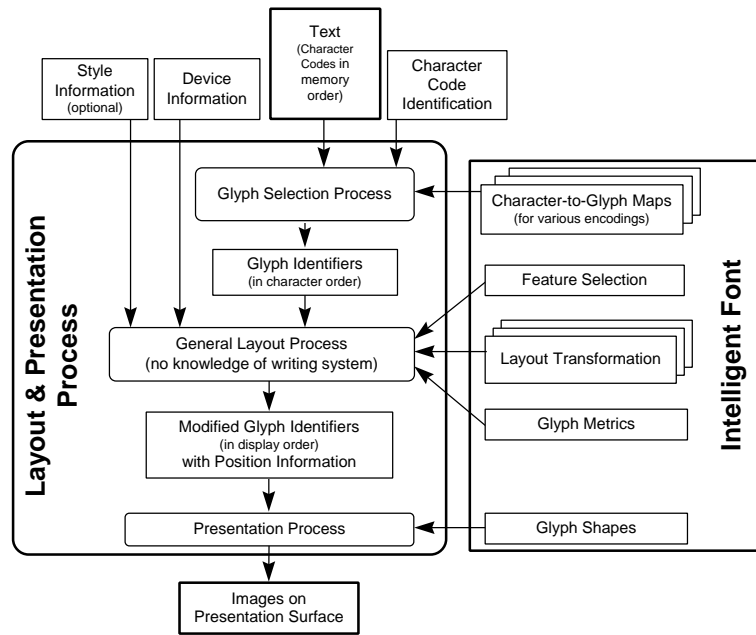 Text
(Character
Codes in
memory
order)
Style
Information
(optional)
Device
Information
Character
Code
Identification
Layout & Presentation
Process
Glyph Selection Process
Glyph Identifiers
(in character order)
General Layout Process
(no knowledge of writing system)
Modified Glyph Identifiers
(in display order)
with Position Information
Presentation Process
Images on
Presentation Surface
Character-to-Glyph Maps
(for various encodings)
Feature Selection
Layout Transformation
Glyph Metrics
Glyph Shapes
Intelligent Font